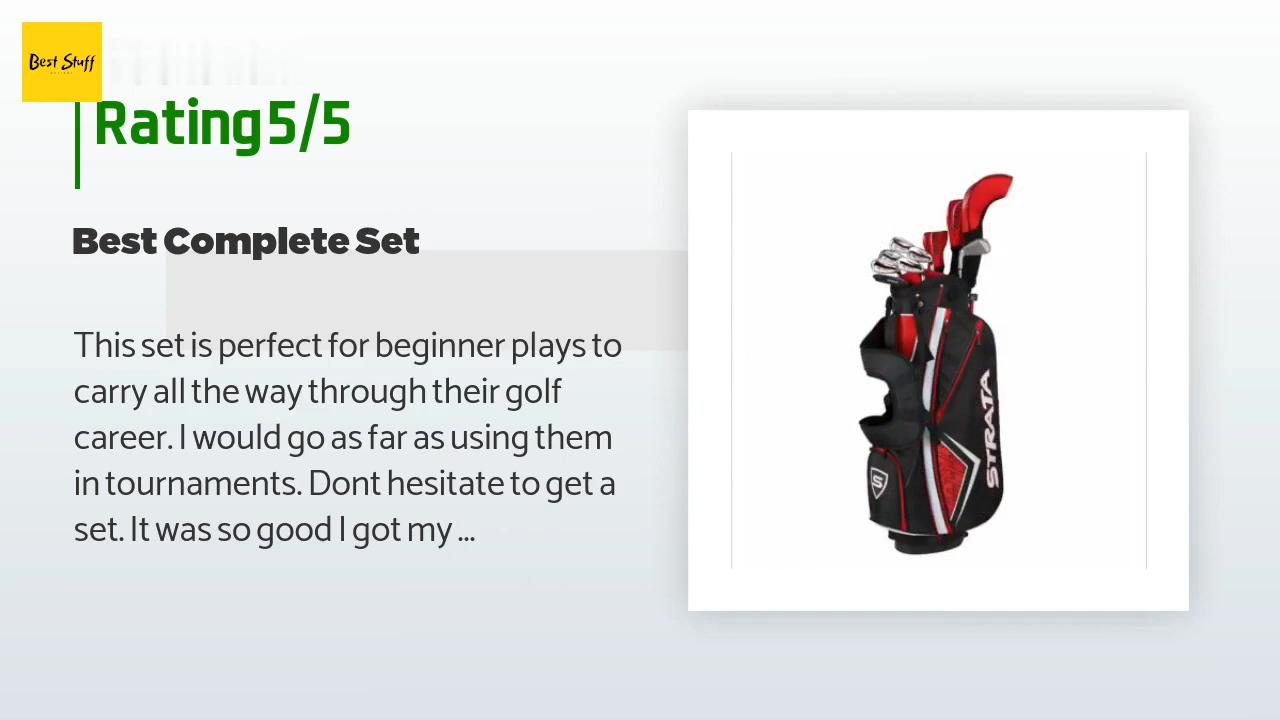 Best Stuff
Rating 5/5
Best Complete Set
This set is perfect for beginner plays to
carry all the way through their golf
career. I would go as far as using them
in tournaments. Dont hesitate to get a
set. It was so good I got my ...
STRATA
S